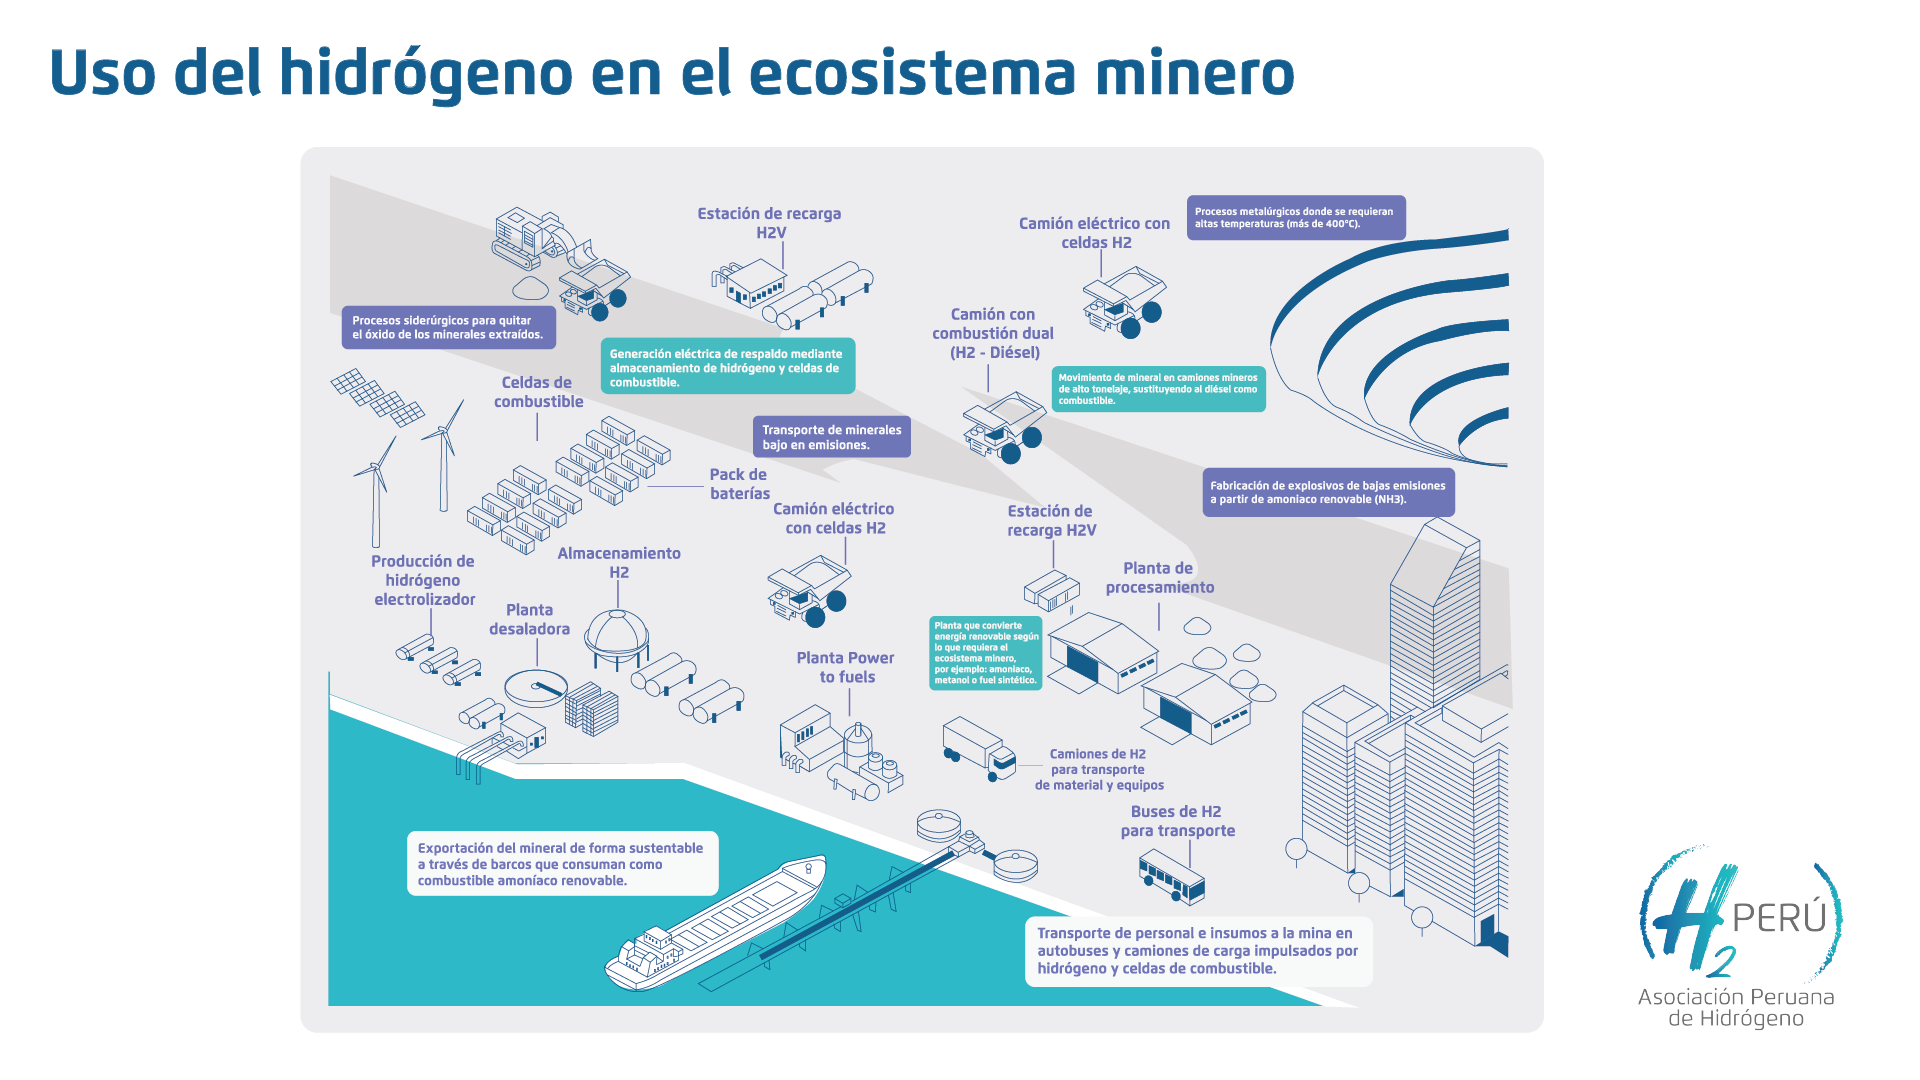 Uso del hidrógeno en el ecosistema minero
Estación de recarga
H2V
Camión eléctrico con
celdas H2
Procesos metalúrgicos donde se requieran
altas temperaturas (más de 400°C).
Procesos siderúrgicos para quitar
el óxido de los minerales extraídos.
Generación eléctrica de respaldo mediante
almacenamiento de hidrógeno y celdas de
combustible.
Camión con
combustión dual
(H2 - Diésel)
Movimiento de mineral en camiones mineros
de alto tonelaje, sustituyendo al diésel como
combustible.
Celdas de
combustible
Transporte de minerales
bajo en emisiones.
Pack de
baterías
Fabricación de explosivos de bajas emisiones
a partir de amoniaco renovable (NH3).
Camión eléctrico
con celdas H2
Estación de
recarga H2V
Producción de
hidrógeno
electrolizador
Almacenamiento
H2
Planta de
procesamiento
Planta
desaladora
Planta que convierte
energía renovable según
lo que requiera el
ecosistema minero,
por ejemplo: amoniaco,
metanol o fuel sintético.
Planta Power
to fuels
Camiones de H2
para transporte
de material y equipos
Buses de H2
para transporte
Exportación del mineral de forma sustentable
a través de barcos que consuman como
combustible amoníaco renovable.
Transporte de personal e insumos a la mina en
autobuses y camiones de carga impulsados por
hidrógeno y celdas de combustible.
H2 PERÚ
Asociación Peruana
de Hidrógeno